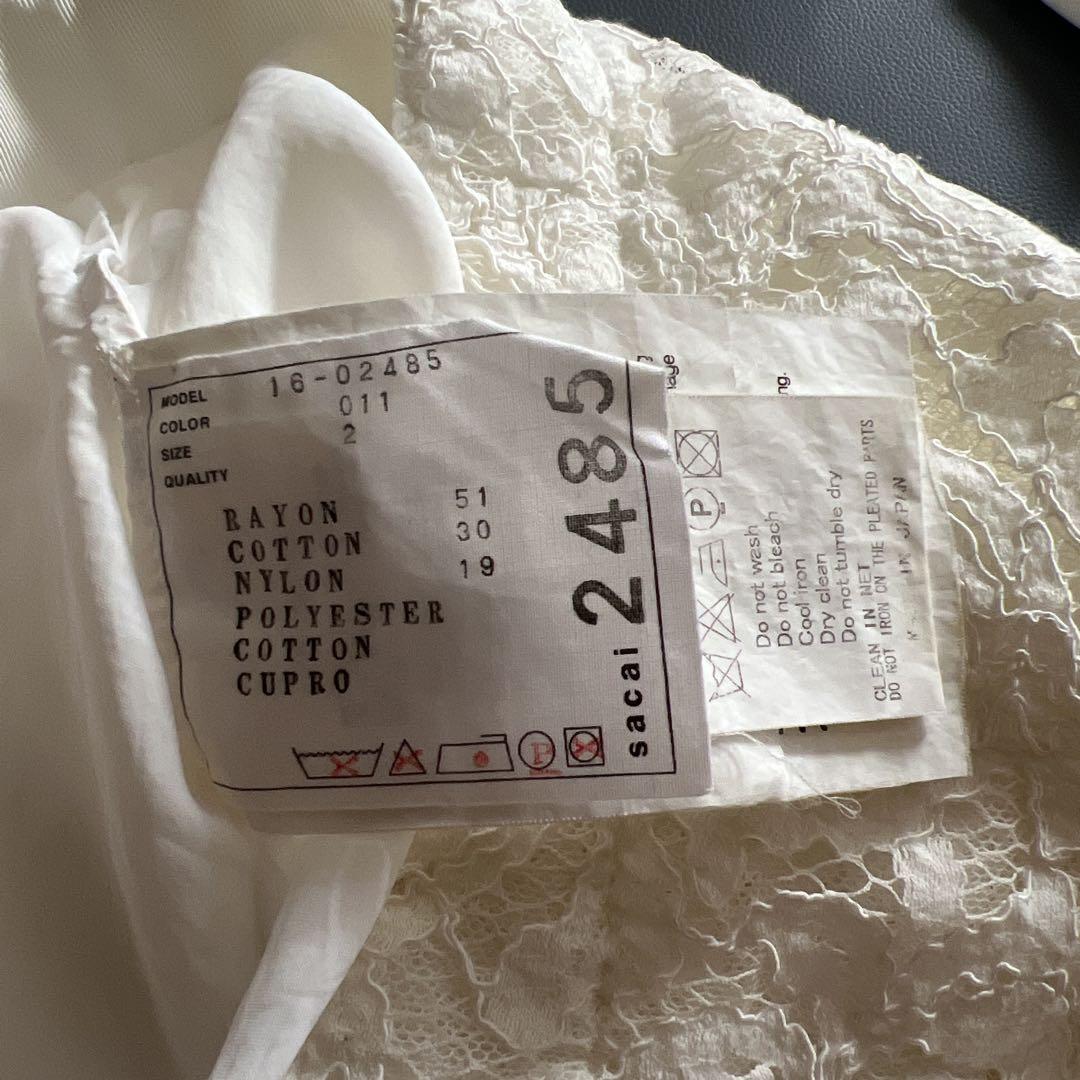 MODEL 16-02485
COLOR 011
SIZE 2
QUALITY
RAYON 51
COTTON 30
NYLON 19
POLYESTER
COTTON
CUPRO
P
sacai 2485
P
Do not wash
Do not bleach
Cool iron
Dry clean
Do not tumble dry
CLEAN IN NET
DO NOT IRON ON THE PLEATED PARTS
IN JAPAN